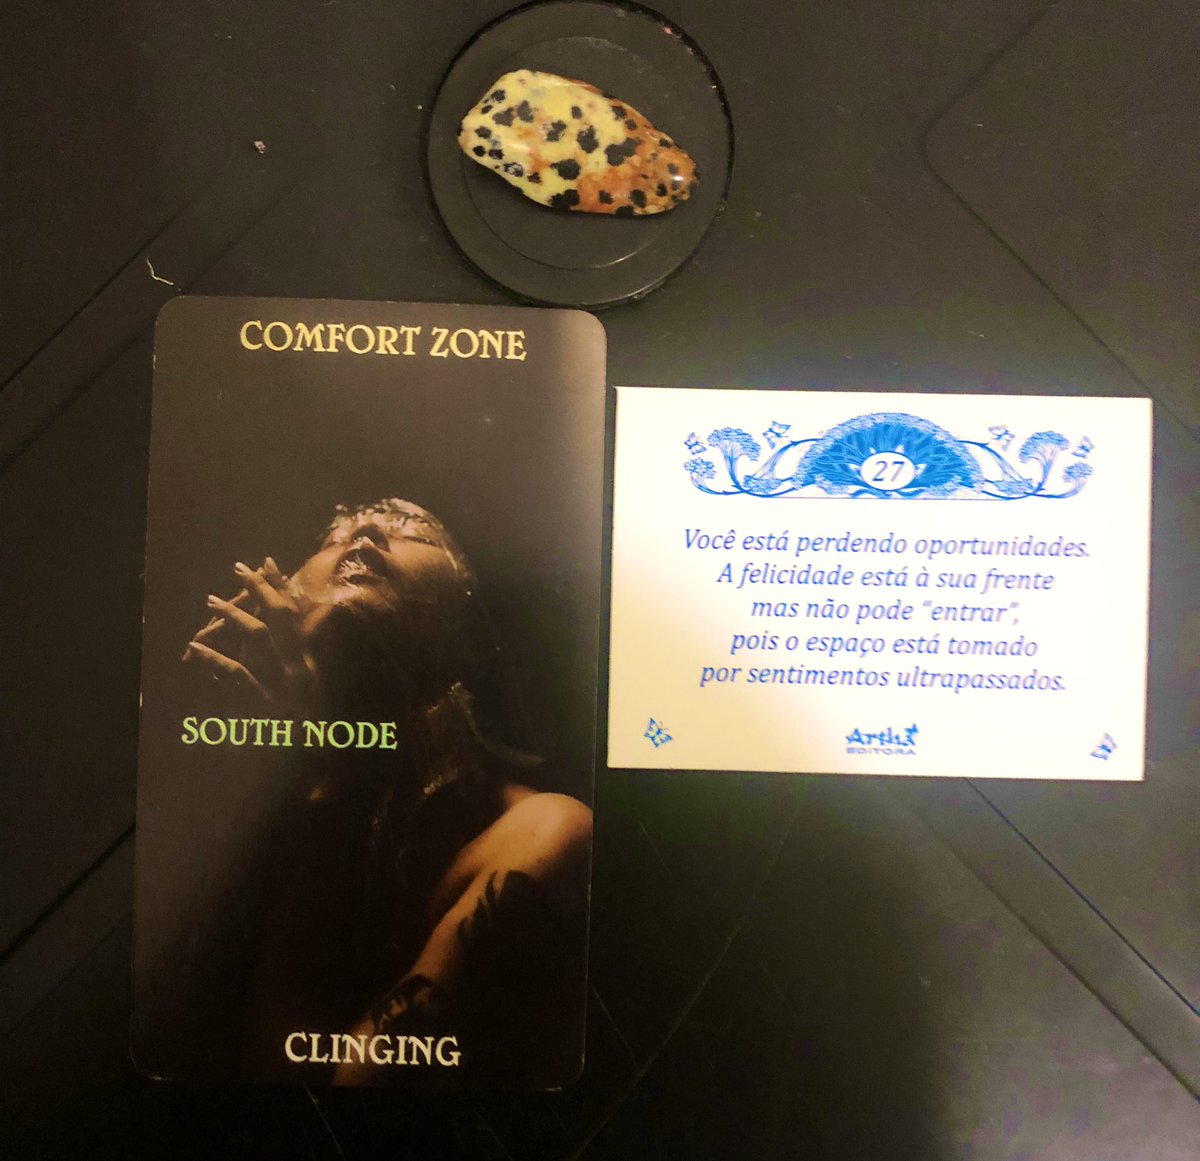 COMFORT ZONE
SOUTH NODE
CLINGING
27
Você está perdendo oportunidades.
A felicidade está à sua frente
mas não pode “entrar”,
pois o espaço está tomado
por sentimentos ultrapassados.
Arth
EDITORA